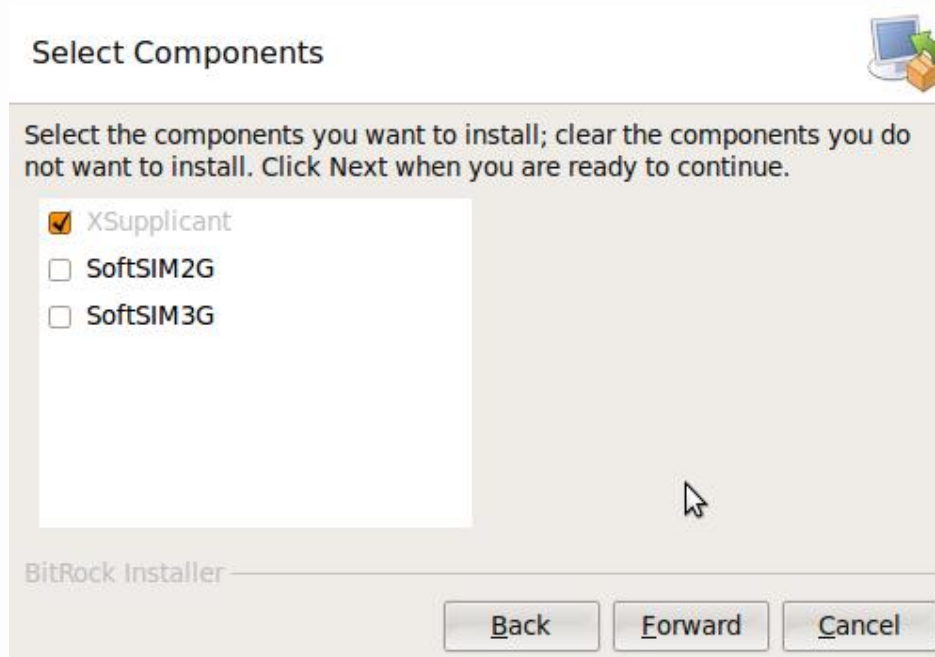 Select Components
Select the components you want to install; clear the components you do
not want to install. Click Next when you are ready to continue.
XSupplicant
SoftSIM2G
SoftSIM3G
BitRock Installer
Back Forward Cancel